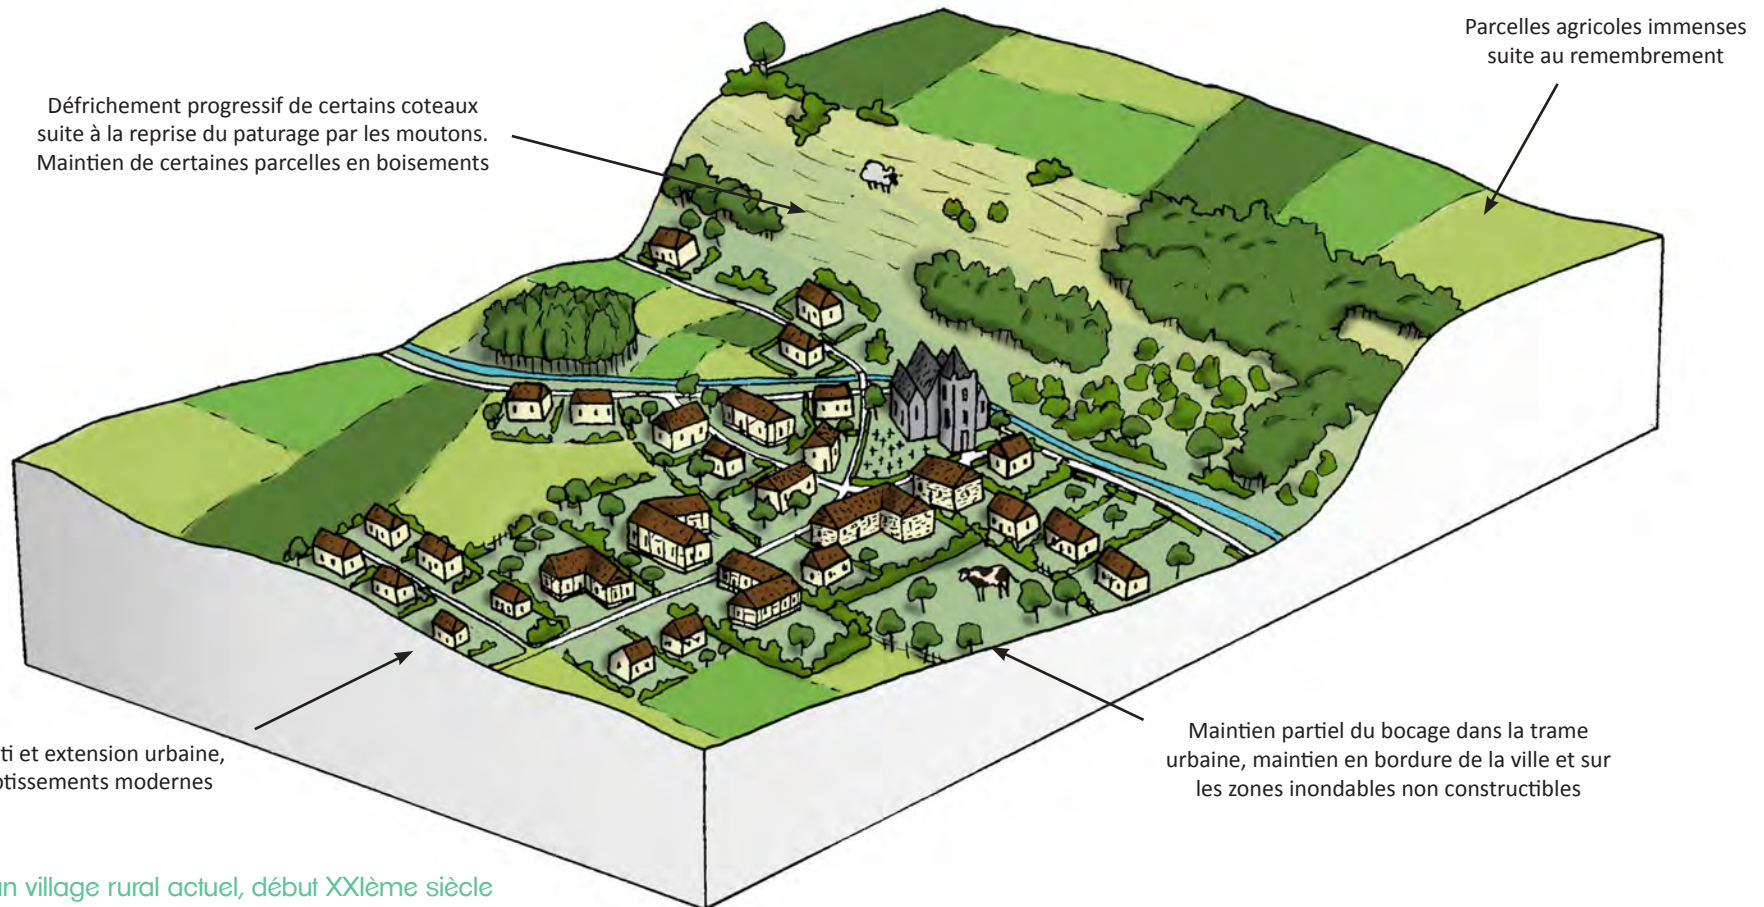 Parcelles agricoles immenses
suite au remembrement
Défrichement progressif de certains coteaux
suite à la reprise du paturage par les moutons.
Maintien de certaines parcelles en boisements
et extension urbaine,
modernes
Maintien partiel du bocage dans la trame
urbaine, maintien en bordure de la ville et sur
les zones inondables non constructibles
village rural actuel, début XXIème siècle